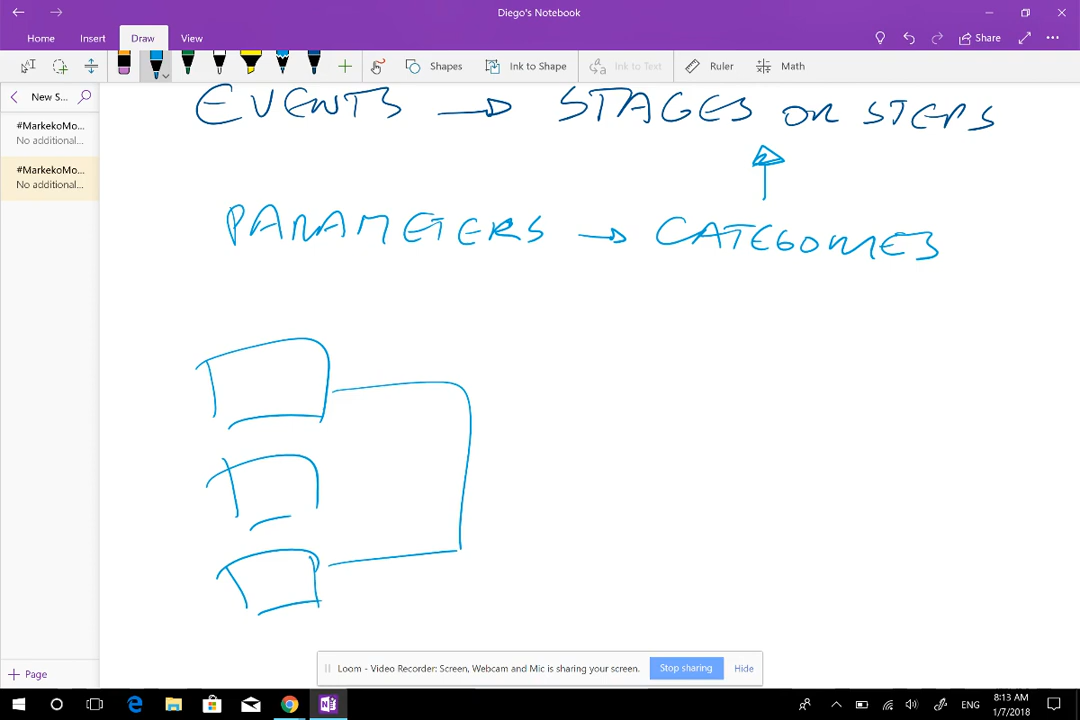 Diego's Notebook
Home Insert Draw View
Share
Shapes Ink to Shape Ink to Text Ruler Math
New S...
#MarkekoMo...
No additional...
#MarkekoMo...
No additional...
EVENTS → STAGES OR STEPS
PARAMETERS → CATEGORIES
Loom - Video Recorder: Screen, Webcam and Mic is sharing your screen. Stop sharing Hide
+ Page
ENG
8:13 AM
1/7/2018